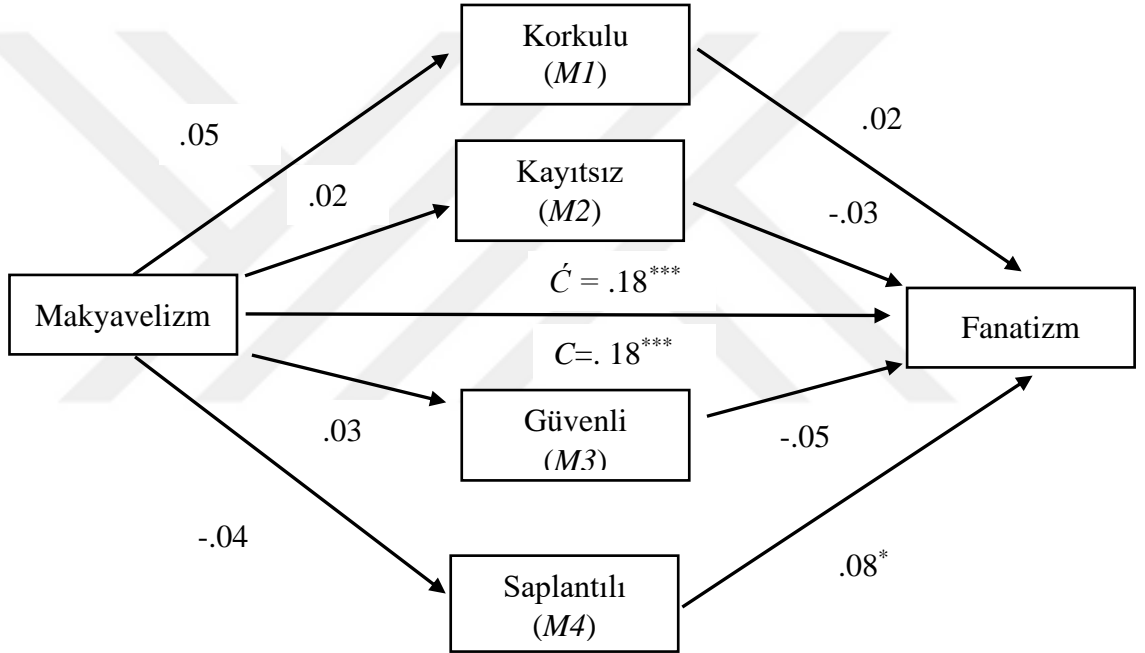 Korkulu
(M1)
.05
.02
Kayıtsız
(M2)
.02
-.03
Ć = .18***
Makyavelizm
Fanatizm
C=. 18***
Güvenli
(M3)
.03
-.05
-.04
.08*
Saplantılı
(M4)